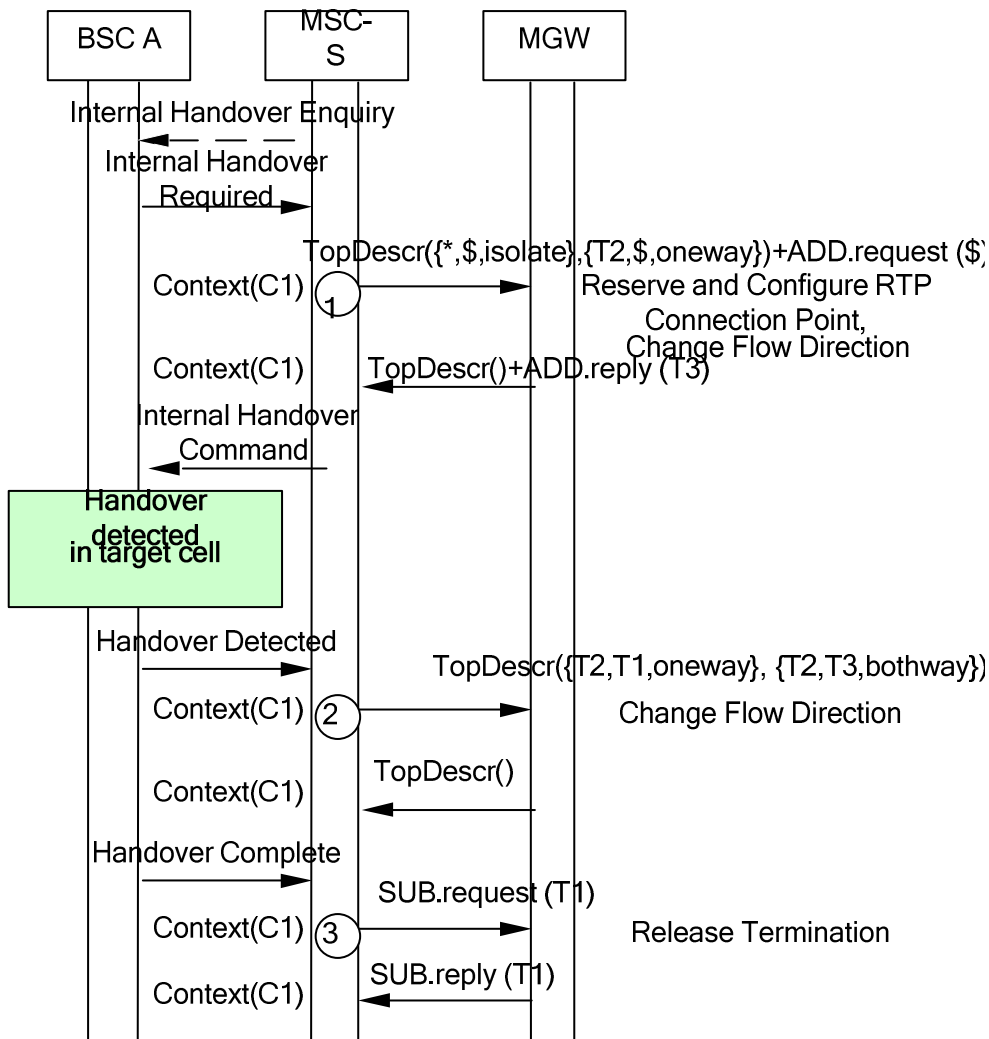 BSC A
MSC-
S
MGW
Internal Handover Enquiry
Internal Handover
Required
TopDescr({*,$,isolate},{T2,$,oneway})+ADD.request ($)
Context(C1)
1
Reserve and Configure RTP
Connection Point,
Change Flow Direction
Context(C1)
TopDescr()+ADD.reply (T3)
Internal Handover
Command
Handover
detected
in target cell
Handover Detected
TopDescr({T2,T1,oneway}, {T2,T3,bothway})
Context(C1)
2
Change Flow Direction
TopDescr()
Context(C1)
Handover Complete
SUB.request (T1)
Context(C1)
3
Release Termination
SUB.reply (T1)
Context(C1)